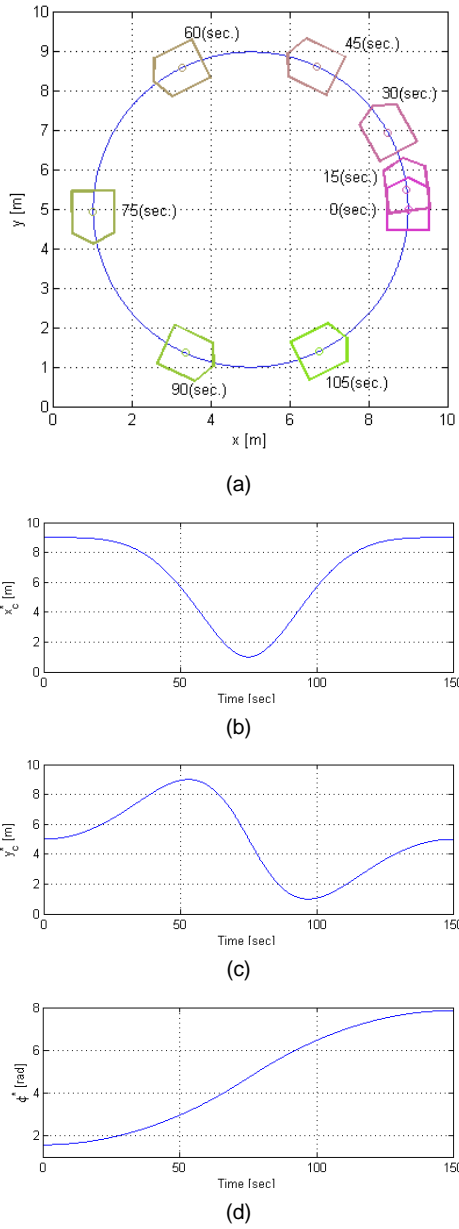 10
9
8
7
6
5
4
3
2
1
0
y [m]
60(sec.)
45(sec.)
30(sec.)
15(sec.)
0(sec.)
75(sec.)
90(sec.)
105(sec.)
0 2 4 6 8 10
x [m]
(a)
10
8
6
4
2
0
x*c [m]
0 50 100 150
Time [sec]
(b)
10
8
6
4
2
0
y*c [m]
0 50 100 150
Time [sec]
(c)
8
6
4
2
ϕ* [rad]
0 50 100 150
Time [sec]
(d)